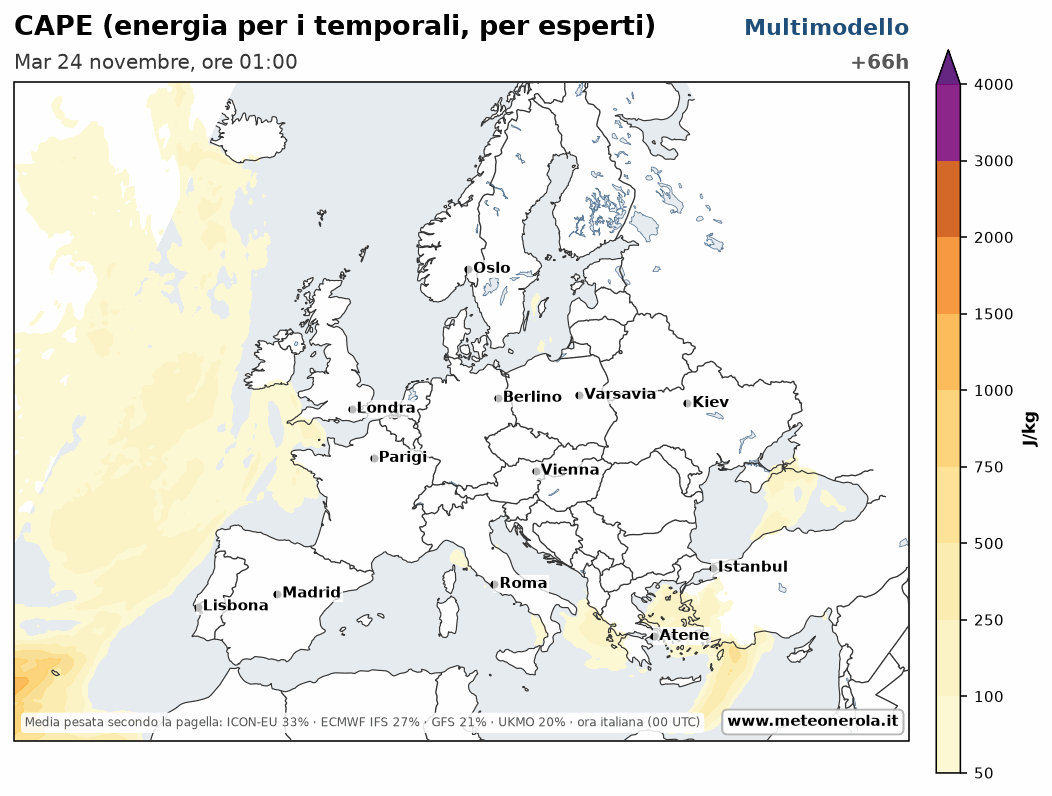 CAPE (energia per i temporali, per esperti)
Multimodello
Mar 24 novembre, ore 01:00
+66h
4000
3000
2000
1500
1000
750
500
250
100
50
J/kg
Oslo
Londra
Berlino
Varsavia
Kiev
Parigi
Vienna
Istanbul
Roma
Madrid
Lisbona
Atene
Media pesata secondo la pagella: ICON-EU 33% · ECMWF IFS 27% · GFS 21% · UKMO 20% · ora italiana (00 UTC)
www.meteonerola.it